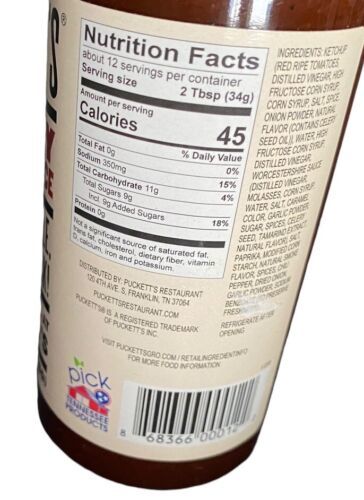 Nutrition Facts
about 12 servings per container
Serving size 2 Tbsp (34g)
Amount per serving
Calories 45
% Daily Value
Total Fat 0g 0%
Sodium 350mg 15%
Total Carbohydrate 11g 4%
Total Sugars 9g
Incl. 9g Added Sugars 18%
Protein 0g
Not a significant source of saturated fat,
trans fat, cholesterol, dietary fiber, vitamin
D, calcium, iron and potassium.
DISTRIBUTED BY: PUCKETT'S RESTAURANT
120 4TH AVE. S, FRANKLIN, TN 37064
PUCKETTSRESTAURANT.COM
PUCKETTS® IS A REGISTERED TRADEMARK
OF PUCKETT'S INC.
VISIT PUCKETTSGRO.COM / RETAILINGREDIENTINFO
FOR MORE FOOD INFORMATION
pick
TENNESSEE
PRODUCTS
8 68366 0001
INGREDIENTS: KETCHUP
(RED RIPE TOMATOES,
DISTILLED VINEGAR, HIGH
FRUCTOSE CORN SYRUP,
CORN SYRUP, SALT, SPICE,
ONION POWDER, NATURAL
FLAVOR (CONTAINS CELERY
SEED OIL)), WATER, HIGH
FRUCTOSE CORN SYRUP,
DISTILLED VINEGAR,
WORCESTERSHIRE SAUCE
(DISTILLED VINEGAR,
MOLASSES, CORN SYRUP,
WATER, SALT, CARAMEL
COLOR, GARLIC POWDER,
SUGAR, SPICES, CELERY
SEED, TAMARIND EXTRACT,
NATURAL FLAVOR), SALT,
PAPRIKA, MODIFIED CORN
STARCH, NATURAL SMOKE
FLAVOR, SPICES, CHILI
PEPPER, DRIED ONION,
GARLIC POWDER, SODIUM
REFRIGERATE AFTER
OPENING